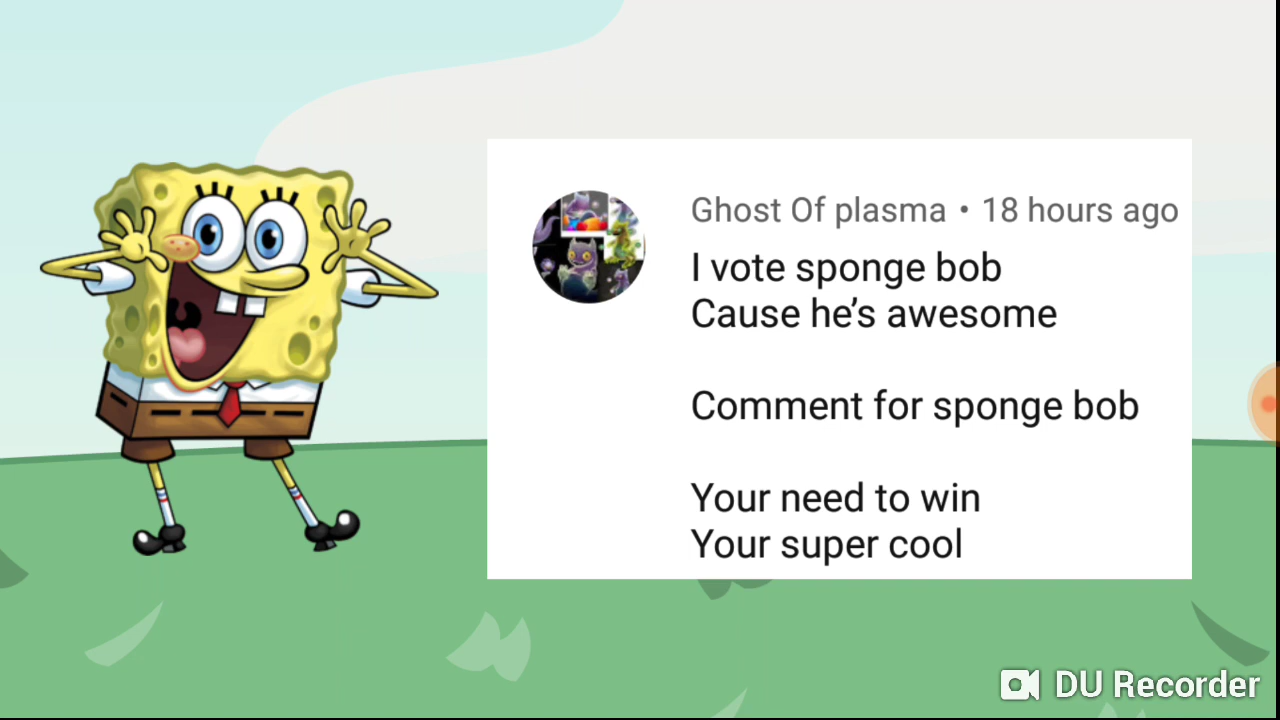 Ghost Of plasma • 18 hours ago
I vote sponge bob
Cause he’s awesome
Comment for sponge bob
Your need to win
Your super cool
DU Recorder